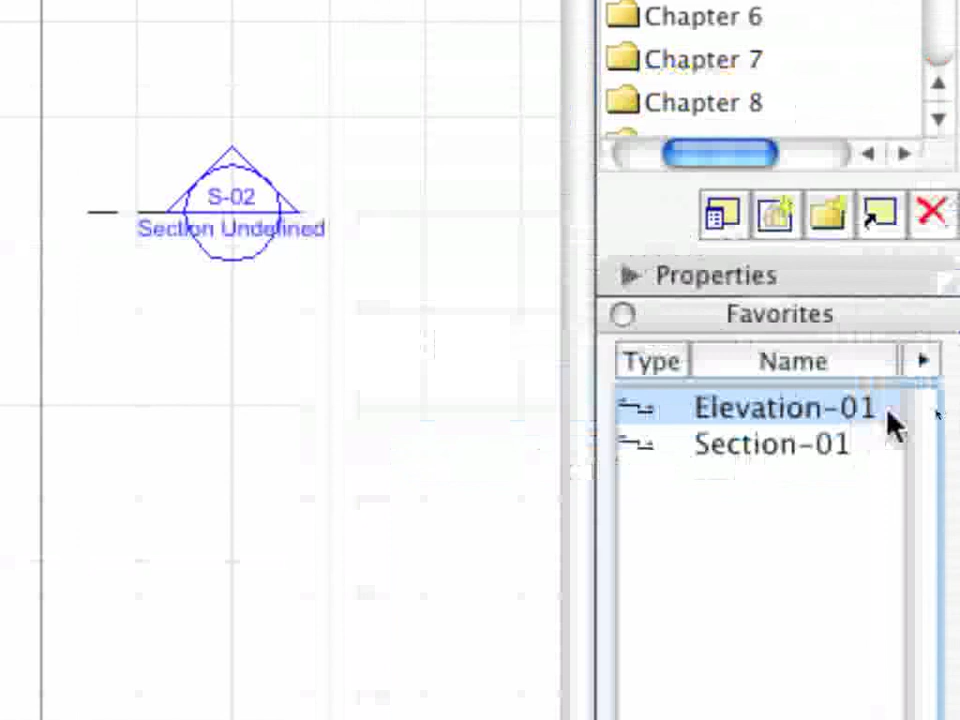 Chapter 6
Chapter 7
Chapter 8
S-02
Section Undefined
Properties
Favorites
Type Name
Elevation-01
Section-01